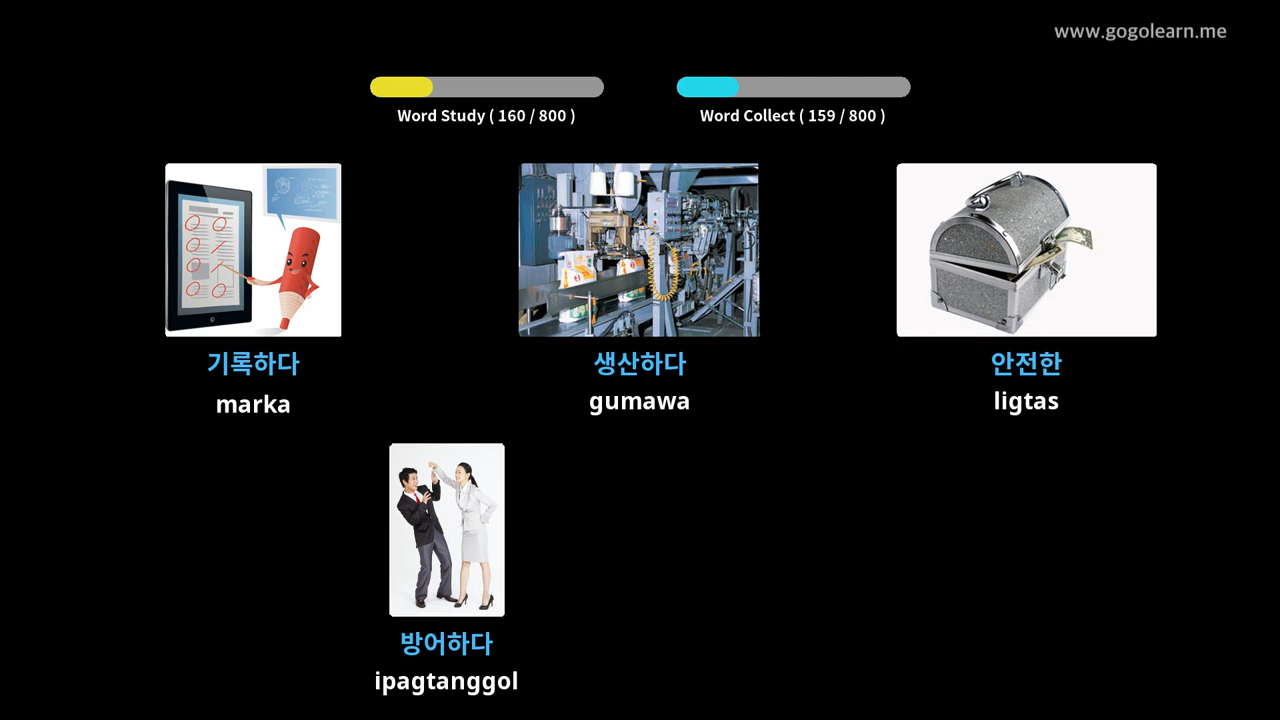 www.gogolearn.me
Word Study ( 160 / 800 )
Word Collect ( 159 / 800 )
기록하다
marka
생산하다
gumawa
안전한
ligtas
방어하다
ipagtanggol